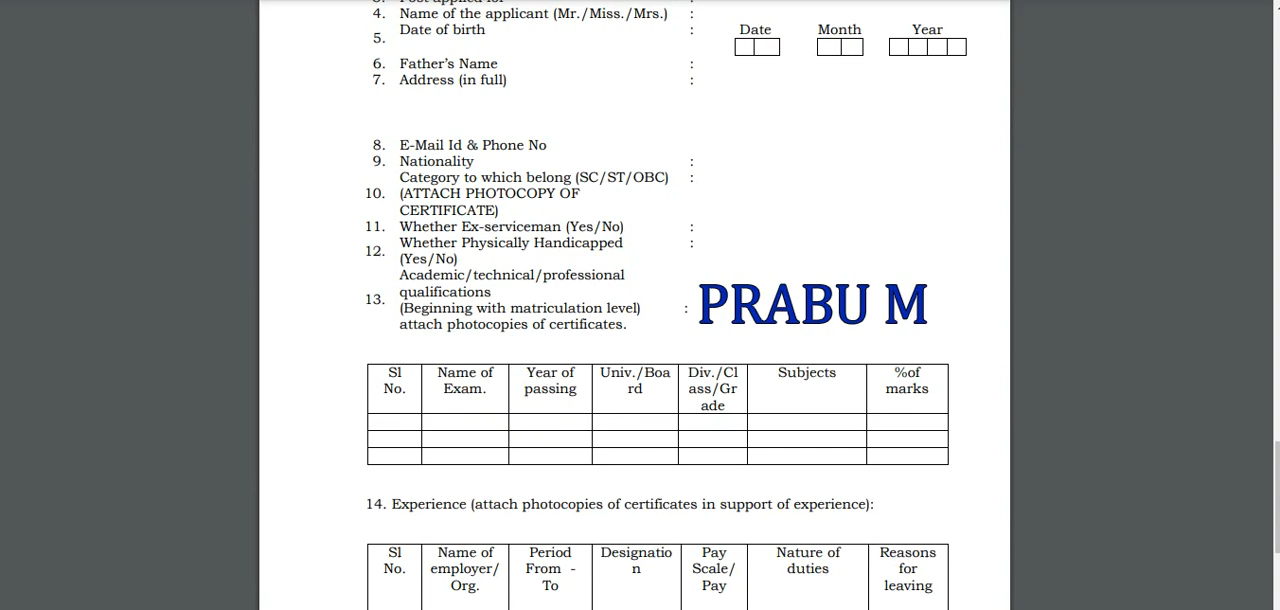 3. Post applied for :
4. Name of the applicant (Mr./Miss./Mrs.) :
5. Date of birth : Date Month Year
6. Father's Name :
7. Address (in full) :
8. E-Mail Id & Phone No
9. Nationality :
Category to which belong (SC/ST/OBC) :
10. (ATTACH PHOTOCOPY OF
CERTIFICATE)
11. Whether Ex-serviceman (Yes/No) :
12. Whether Physically Handicapped :
(Yes/No)
Academic/technical/professional
13. qualifications
(Beginning with matriculation level) :
attach photocopies of certificates.
PRABU M
Sl Name of Year of Univ./Boa Div./Cl Subjects %of
No. Exam. passing rd ass/Gr marks
ade
14. Experience (attach photocopies of certificates in support of experience):
Sl Name of Period Designatio Pay Nature of Reasons
No. employer/ From - n Scale/ duties for
Org. To Pay leaving